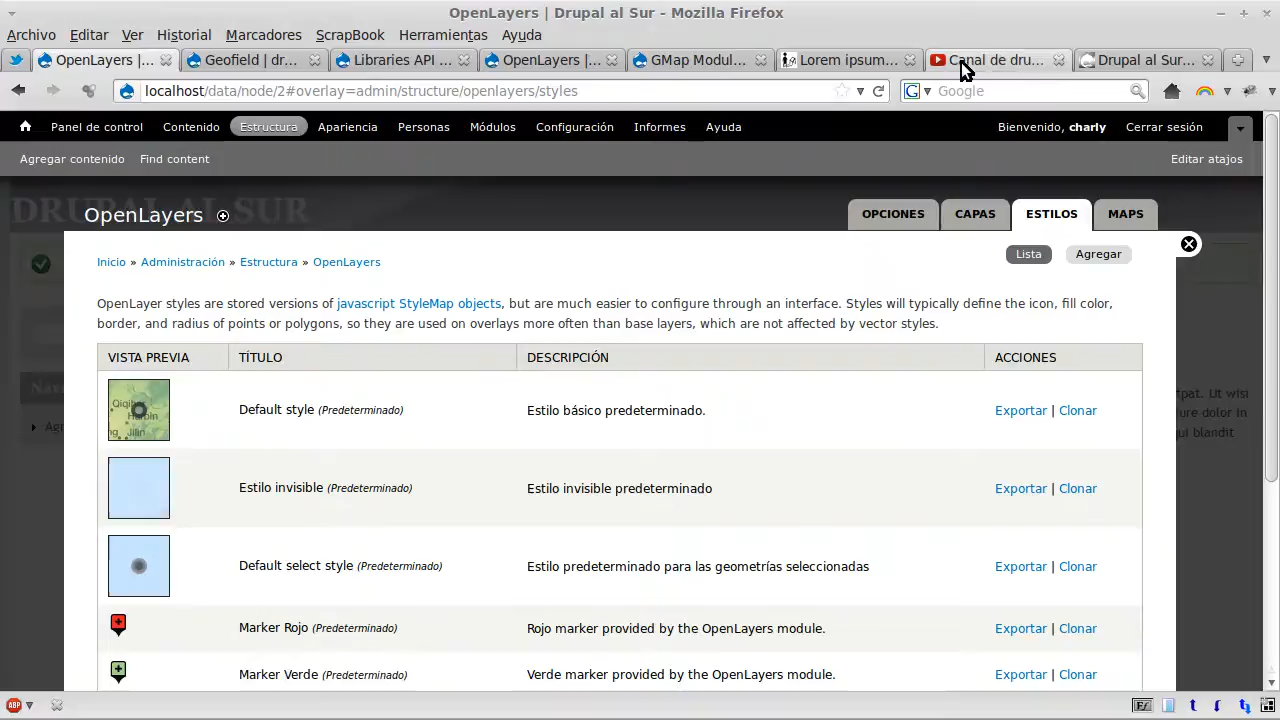 OpenLayers | Drupal al Sur - Mozilla Firefox
Archivo Editar Ver Historial Marcadores ScrapBook Herramientas Ayuda
OpenLayers |... Geofield | dr... Libraries API ... OpenLayers |... GMap Modul... Lorem ipsum... Canal de dru... Drupal al Sur...
localhost/data/node/2#overlay=admin/structure/openlayers/styles Google
Panel de control Contenido Estructura Apariencia Personas Módulos Configuración Informes Ayuda Bienvenido, charly Cerrar sesión
Agregar contenido Find content Editar atajos
DRUPAL AL SUR
OpenLayers OPCIONES CAPAS ESTILOS MAPS
Lista Agregar
Inicio » Administración » Estructura » OpenLayers
OpenLayer styles are stored versions of javascript StyleMap objects, but are much easier to configure through an interface. Styles will typically define the icon, fill color,
border, and radius of points or polygons, so they are used on overlays more often than base layers, which are not affected by vector styles.
VISTA PREVIA TÍTULO DESCRIPCIÓN ACCIONES
Default style (Predeterminado) Estilo básico predeterminado. Exportar | Clonar
Harbin
Jilin
Estilo invisible (Predeterminado) Estilo invisible predeterminado Exportar | Clonar
Default select style (Predeterminado) Estilo predeterminado para las geometrías seleccionadas Exportar | Clonar
Marker Rojo (Predeterminado) Rojo marker provided by the OpenLayers module. Exportar | Clonar
Marker Verde (Predeterminado) Verde marker provided by the OpenLayers module. Exportar | Clonar
ABP